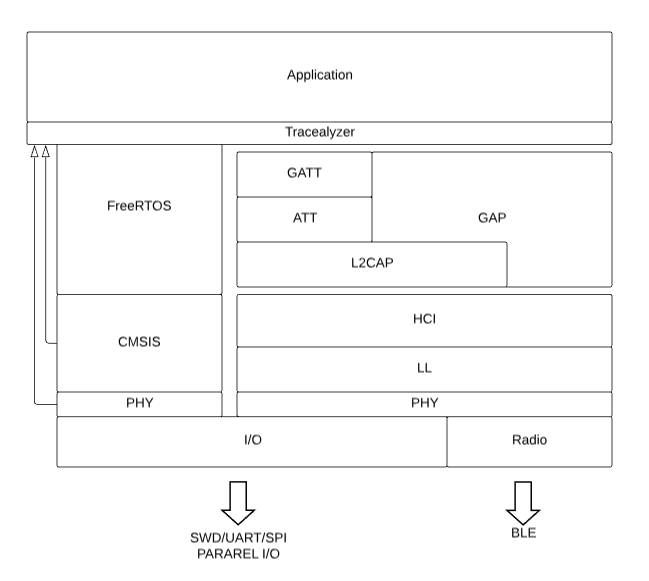 Application
Tracealyzer
FreeRTOS
GATT
ATT
GAP
L2CAP
CMSIS
HCI
LL
PHY
PHY
I/O
Radio
SWD/UART/SPI
PARAREL I/O
BLE